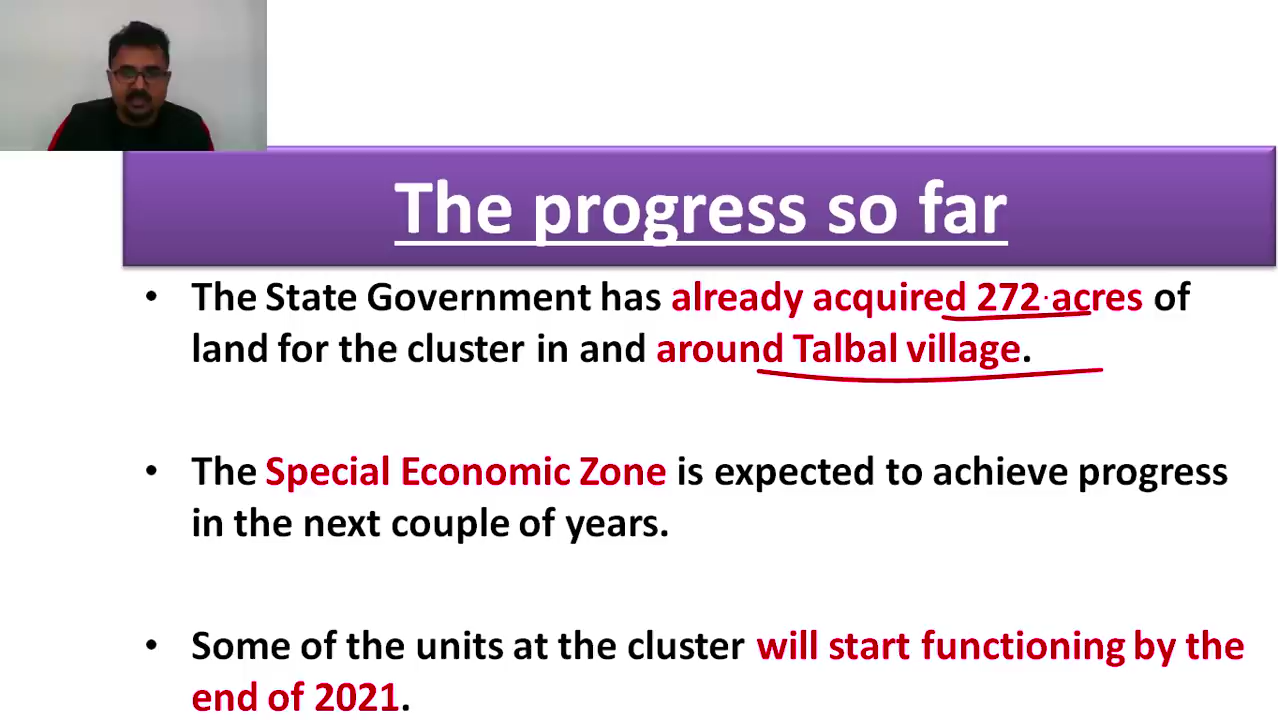 The progress so far
• The State Government has already acquired 272 acres of
land for the cluster in and around Talbal village.
• The Special Economic Zone is expected to achieve progress
in the next couple of years.
• Some of the units at the cluster will start functioning by the
end of 2021.